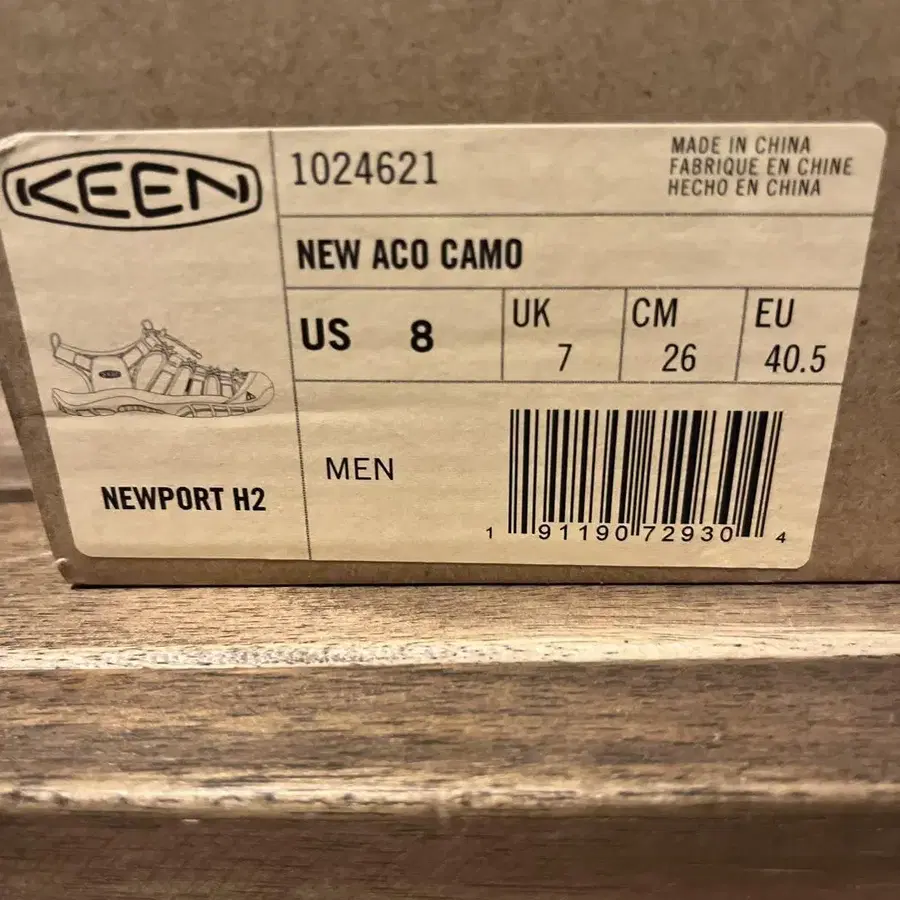 KEEN
1024621
MADE IN CHINA
FABRIQUE EN CHINE
HECHO EN CHINA
NEW ACO CAMO
US 8
UK 7
CM 26
EU 40.5
NEWPORT H2
MEN
1 91190 72930 4